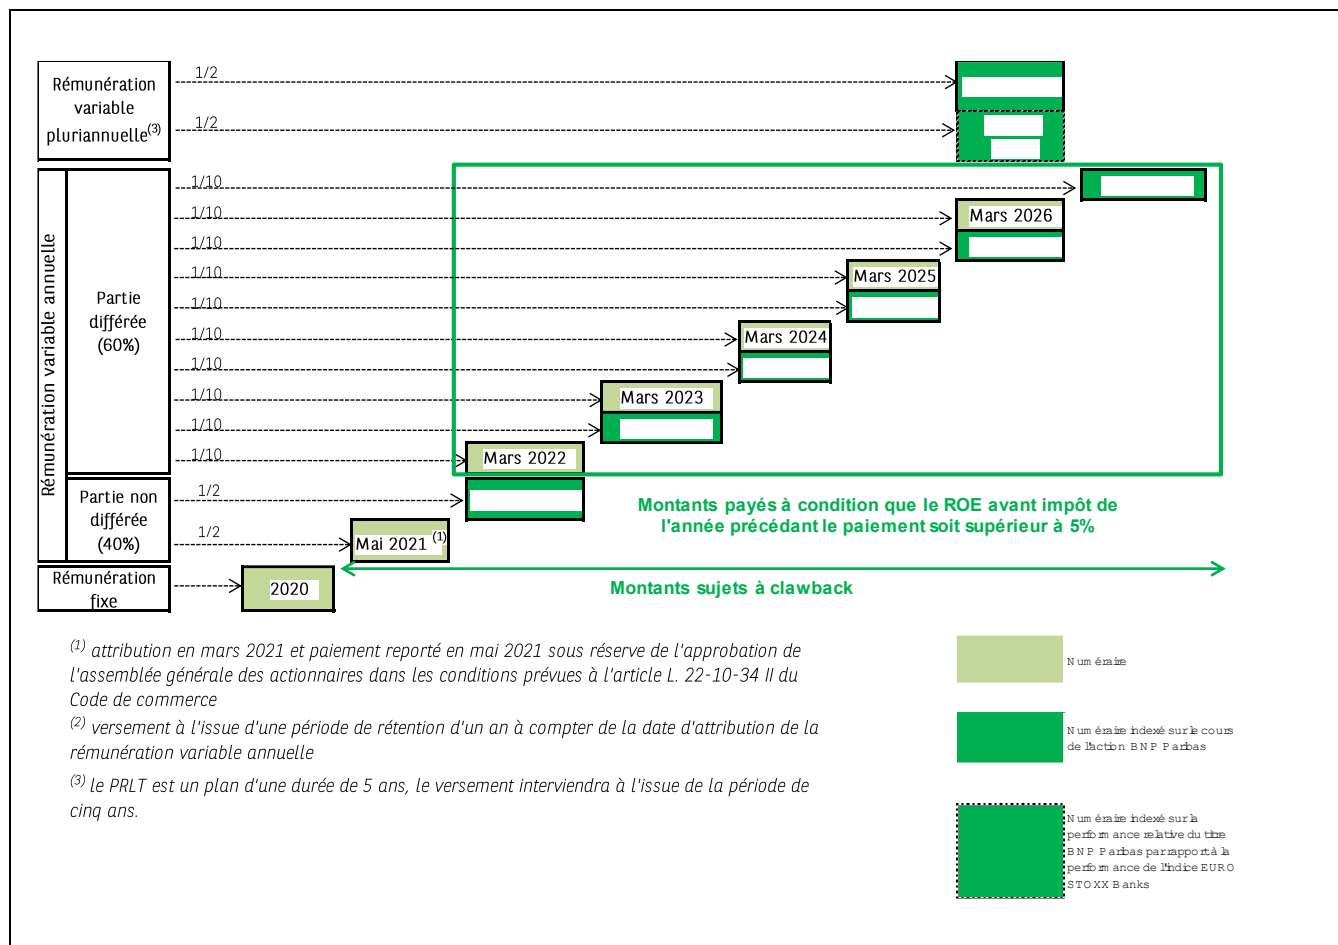 Rémunération
variable
pluriannuelle(3)
1/2
1/2
Rémunération variable annuelle
Partie
différée
(60%)
1/10
1/10
Mars 2026
1/10
1/10
Mars 2025
1/10
1/10
Mars 2024
1/10
1/10
Mars 2023
1/10
1/10
Mars 2022
Partie non
différée
(40%)
1/2
1/2
Mai 2021 (1)
Montants payés à condition que le ROE avant impôt de
l'année précédant le paiement soit supérieur à 5%
Rémunération
fixe
2020
Montants sujets à clawback
(1) attribution en mars 2021 et paiement reporté en mai 2021 sous réserve de l'approbation de
l'assemblée générale des actionnaires dans les conditions prévues à l'article L. 22-10-34 II du
Code de commerce
(2) versement à l'issue d'une période de rétention d'un an à compter de la date d'attribution de la
rémunération variable annuelle
(3) le PRLT est un plan d'une durée de 5 ans, le versement interviendra à l'issue de la période de
cinq ans.
Numéraire
Numéraire indexé sur le cours
de l'action BNP Paribas
Numéraire indexé sur la
performance relative du titre
BNP Paribas par rapport à la
performance de l'indice EURO
STOXX Banks